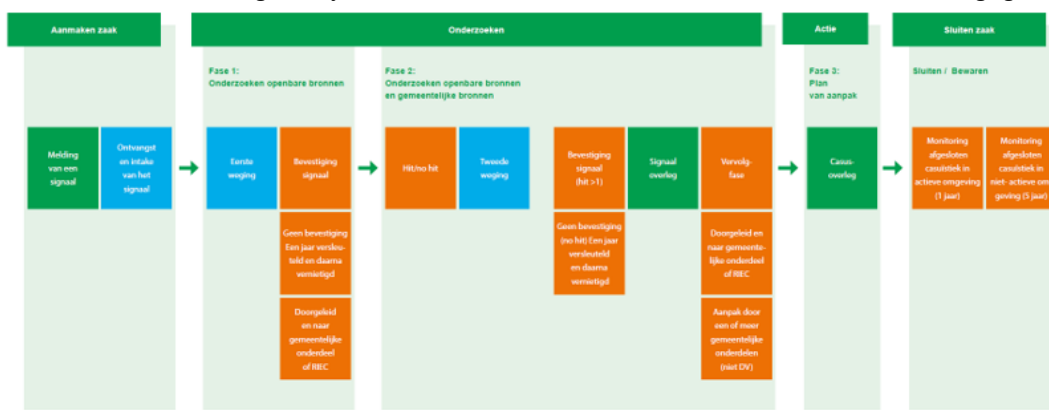 Aanmaken zaak
Onderzoeken
Actie
Sluiten zaak
Fase 1:
Onderzoeken openbare bronnen
Fase 2:
Onderzoeken openbare bronnen
en gemeentelijke bronnen
Fase 3:
Plan
van aanpak
Sluiten / Bewaren
Melding
van een
signaal
Ontvangst
en intake
van het
signaal
Eerste
weging
Bevestiging
signaal
Hit/no hit
Tweede
weging
Bevestiging
signaal
(hit >1)
Signaal
overleg
Vervolg-
fase
Casus-
overleg
Monitoring
afgesloten
casuïstiek in
actieve omgeving
(1 jaar)
Monitoring
afgesloten
casuïstiek in
niet- actieve om
geving (5 jaar)
Geen bevestiging
Een jaar versleu-
teld en daarna
vernietigd
Geen bevestiging
(no hit) Een jaar
versleuteld
en daarna
vernietigd
Doorgeleid en
naar gemeente-
lijke onderdeel
of RIEC
Doorgeleid
en naar
gemeentelijke
onderdeel
of RIEC
Aanpak door
een of meer
gemeentelijke
onderdelen
(niet DV)